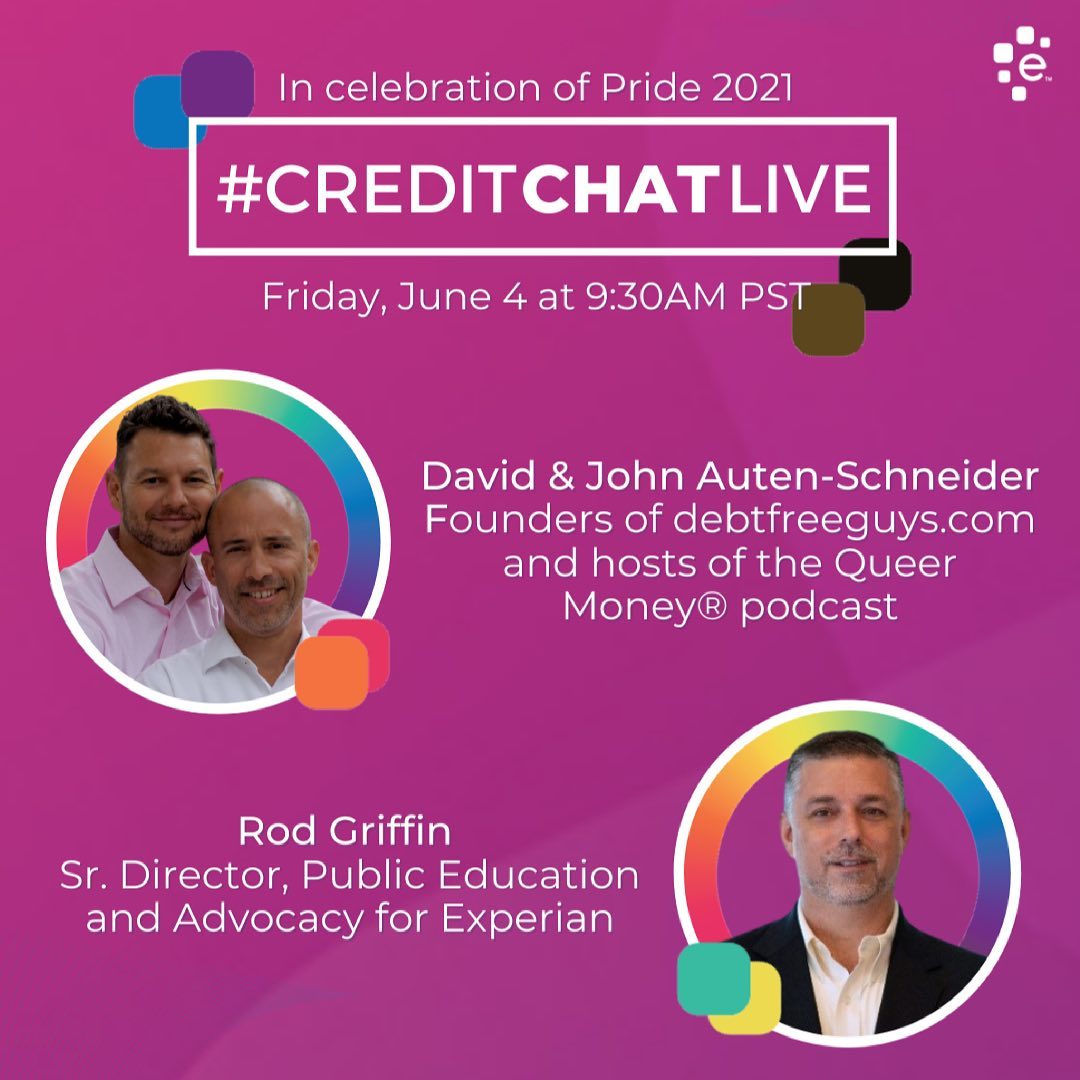 In celebration of Pride 2021
#CREDITCHATLIVE
Friday, June 4 at 9:30AM PST
David & John Auten-Schneider
Founders of debtfreeguys.com
and hosts of the Queer
Money® podcast
Rod Griffin
Sr. Director, Public Education
and Advocacy for Experian
e™